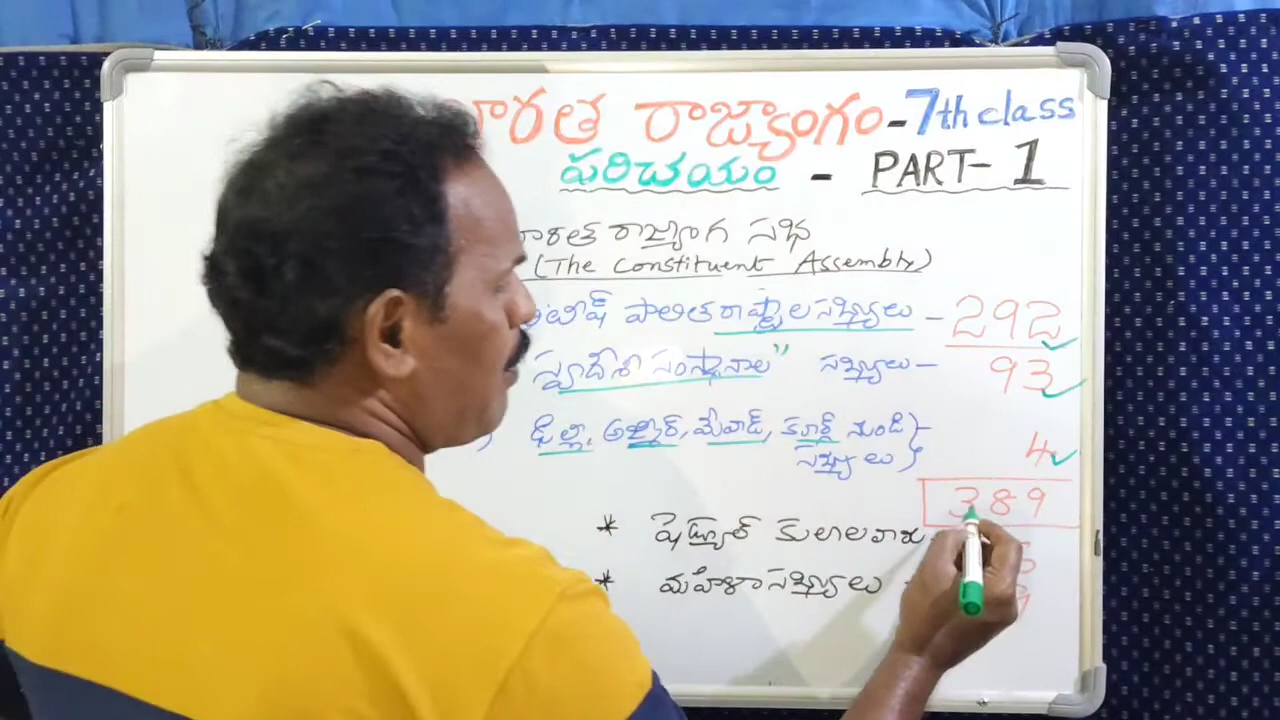 భారత రాజ్యాంగం - 7th class
పరిచయం - PART-1
భారత రాజ్యాంగ సభ
(The Constituent Assembly)
బ్రిటీష్ పాలిత రాష్ట్రాల సభ్యులు - 292
స్వదేశీ సంస్థానాల" సభ్యులు - 93
) ఢిల్లీ, అజ్మీర్, మేవాడ్, కూర్గ్ నుండి }-
సభ్యులు 4
389
* షెడ్యూల్ కులాలవారు
* మహిళా సభ్యులు -